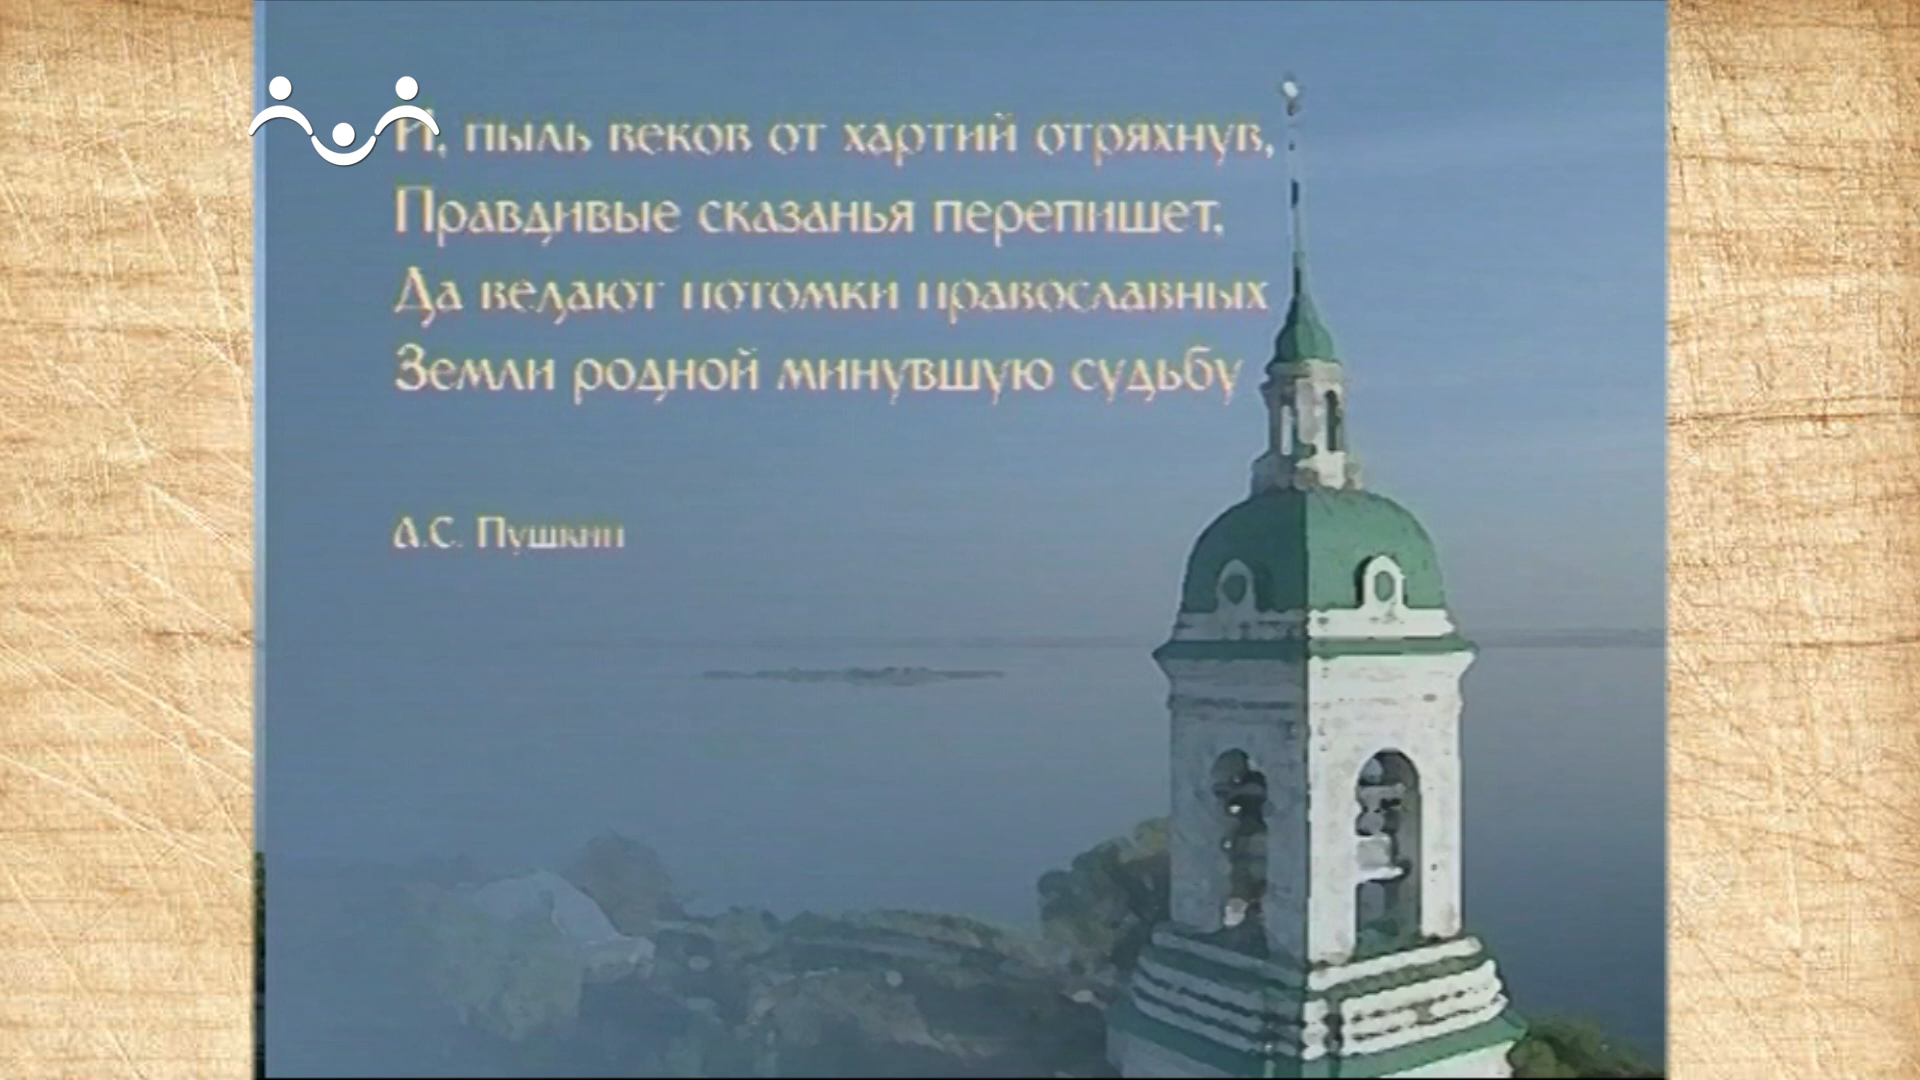 И, пыль веков от хартий отряхнув,
Правдивые сказанья перепишет,
Да ведают потомки православных
Земли родной минувшую судьбу
А.С. Пушкин